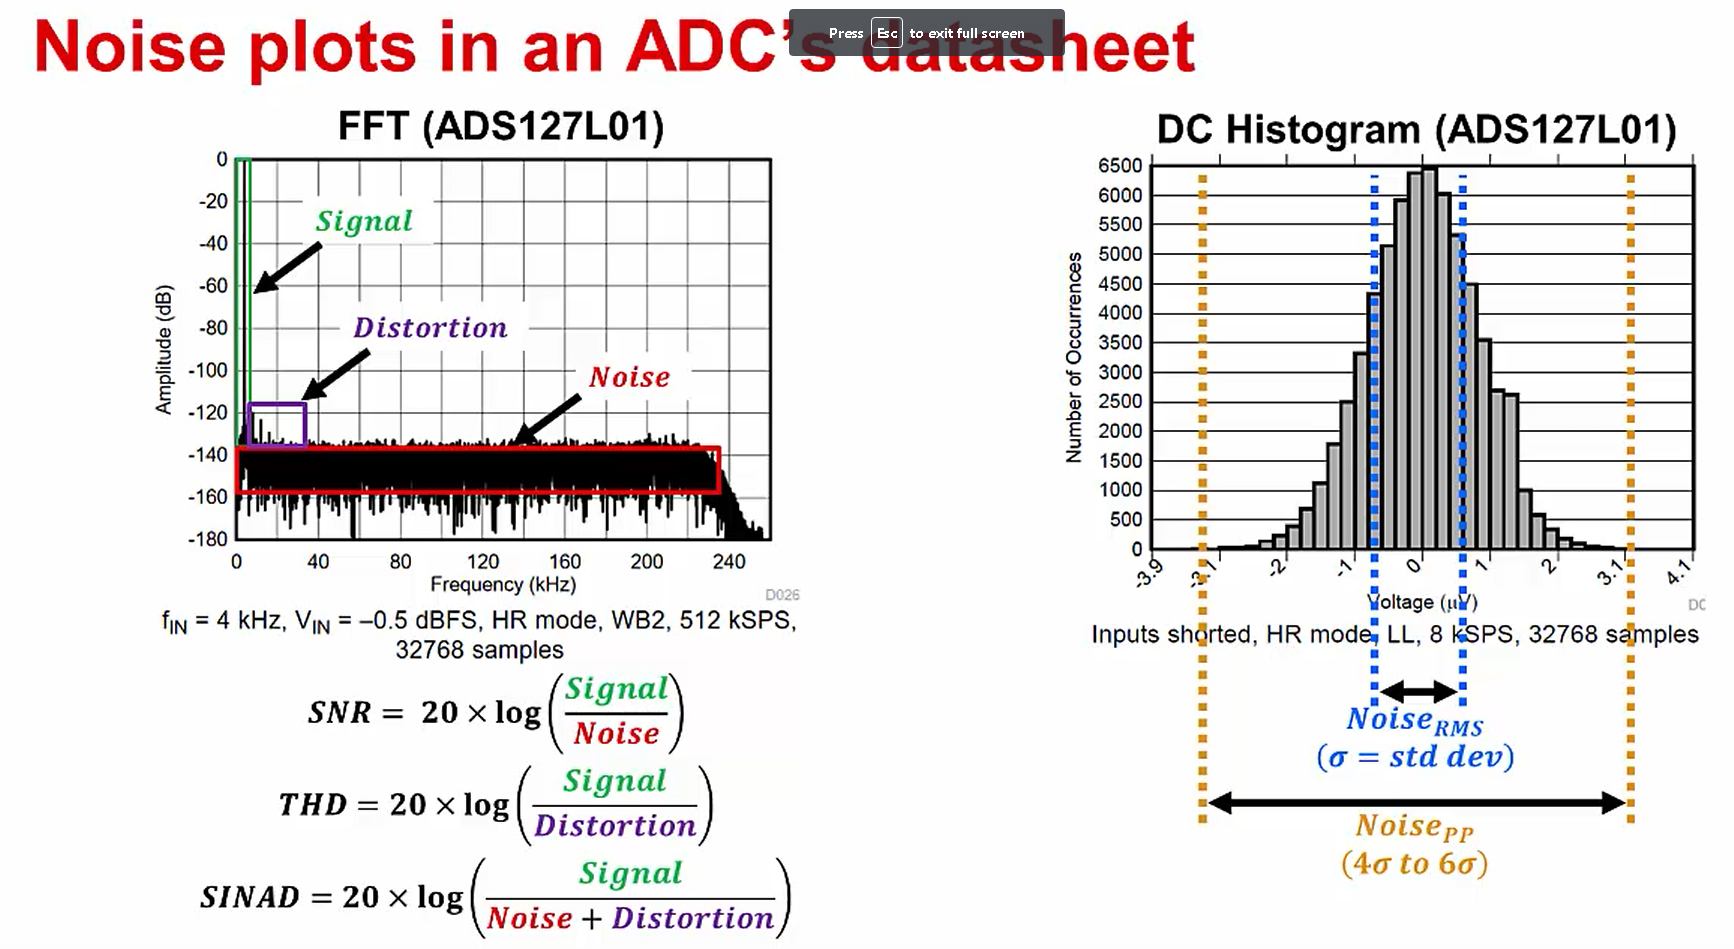 Noise plots in an ADC's datasheet
Press Esc to exit full screen
FFT (ADS127L01)
0
-20
-40
-60
-80
-100
-120
-140
-160
-180
Amplitude (dB)
Signal
Distortion
Noise
0 40 80 120 160 200 240
Frequency (kHz)
D026
fIN = 4 kHz, VIN = –0.5 dBFS, HR mode, WB2, 512 kSPS,
32768 samples
SNR = 20 × log(Signal/Noise)
THD = 20 × log(Signal/Distortion)
SINAD = 20 × log(Signal/Noise + Distortion)
DC Histogram (ADS127L01)
6500
6000
5500
5000
4500
4000
3500
3000
2500
2000
1500
1000
500
0
Number of Occurrences
-3.9 -3.1 -2 -1 0 1 2 3.1 4.1
Voltage (µV)
DC
Inputs shorted, HR mode, LL, 8 kSPS, 32768 samples
NoiseRMS
(σ = std dev)
NoisePP
(4σ to 6σ)